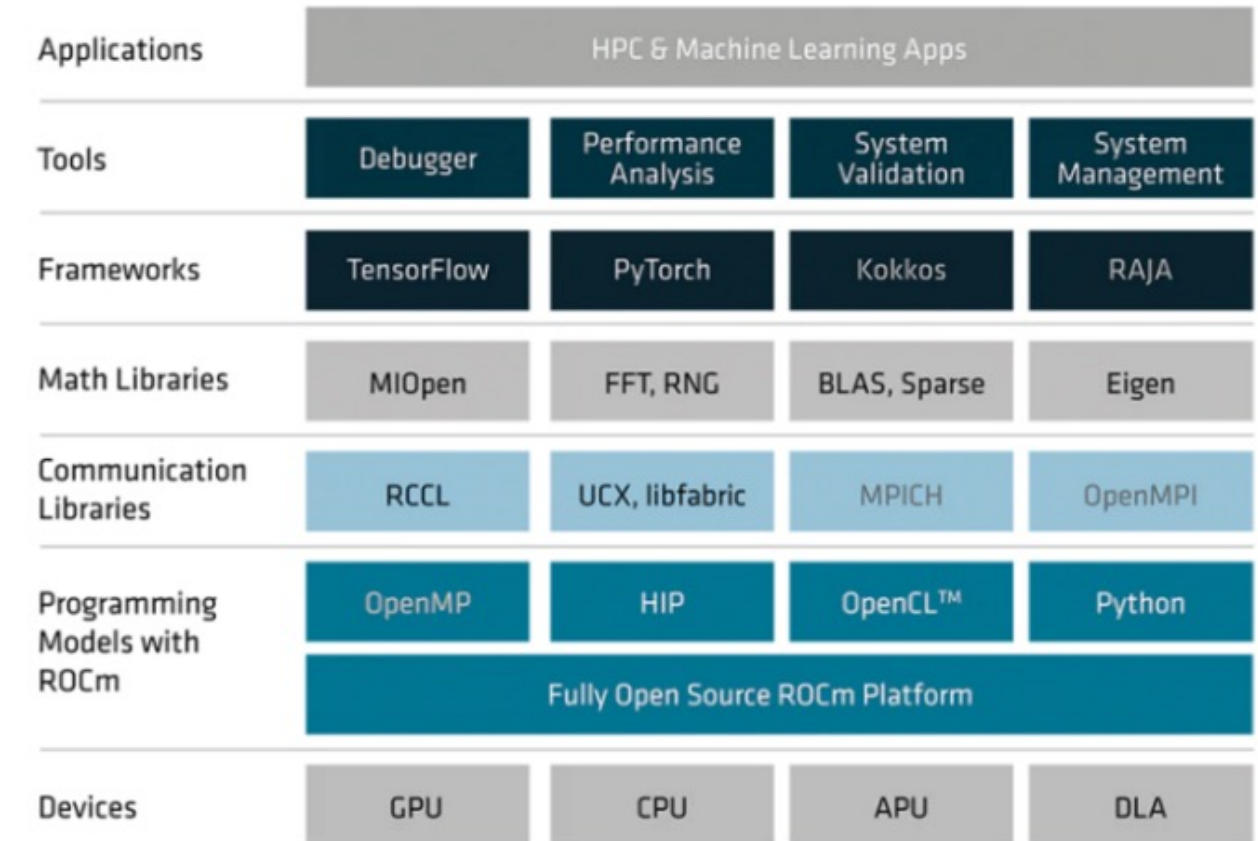 Applications
HPC & Machine Learning Apps
Tools
Debugger
Performance
Analysis
System
Validation
System
Management
Frameworks
TensorFlow
PyTorch
Kokkos
RAJA
Math Libraries
MIOpen
FFT, RNG
BLAS, Sparse
Eigen
Communication
Libraries
RCCL
UCX, libfabric
MPICH
OpenMPI
Programming
Models with
ROCm
OpenMP
HIP
OpenCL™
Python
Fully Open Source ROCm Platform
Devices
GPU
CPU
APU
DLA